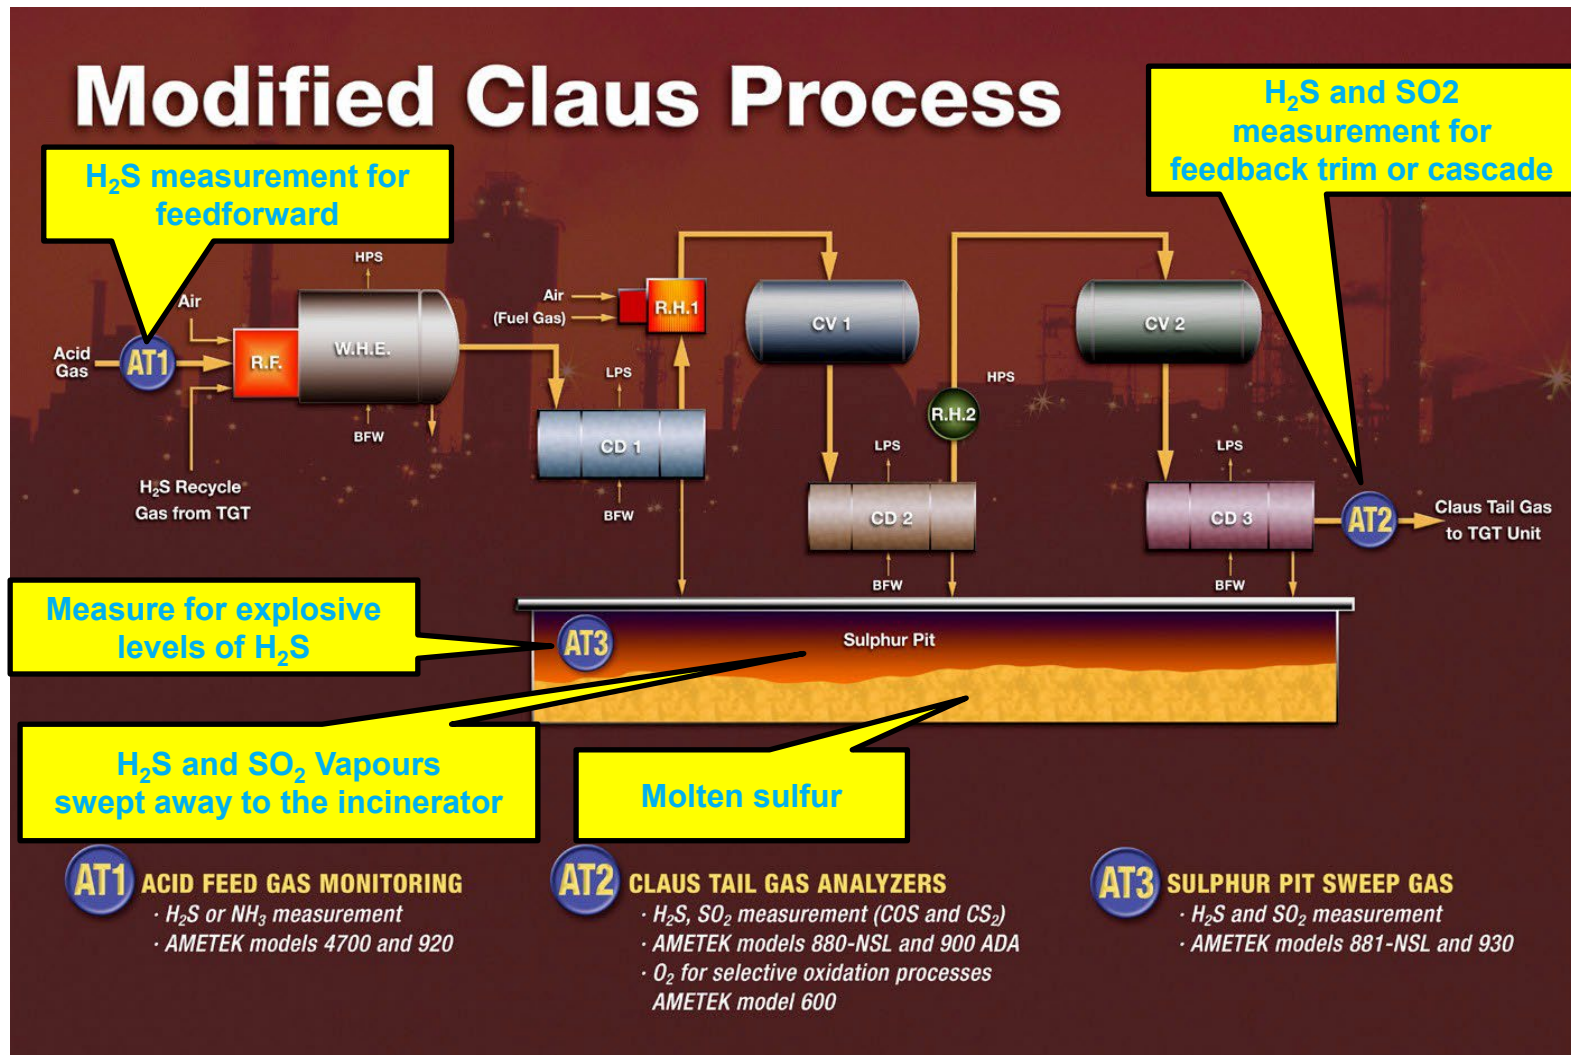 Modified Claus Process
H₂S and SO2
measurement for
feedback trim or cascade
H₂S measurement for
feedforward
HPS
Air
Acid
Gas
AT1
R.F.
W.H.E.
BFW
H₂S Recycle
Gas from TGT
Air
(Fuel Gas)
R.H.1
LPS
CD 1
BFW
CV 1
HPS
R.H.2
LPS
CD 2
BFW
CV 2
LPS
CD 3
BFW
AT2
Claus Tail Gas
to TGT Unit
Measure for explosive
levels of H₂S
AT3
Sulphur Pit
H₂S and SO₂ Vapours
swept away to the incinerator
Molten sulfur
AT1 ACID FEED GAS MONITORING
· H₂S or NH₃ measurement
· AMETEK models 4700 and 920
AT2 CLAUS TAIL GAS ANALYZERS
· H₂S, SO₂ measurement (COS and CS₂)
· AMETEK models 880-NSL and 900 ADA
· O₂ for selective oxidation processes
AMETEK model 600
AT3 SULPHUR PIT SWEEP GAS
· H₂S and SO₂ measurement
· AMETEK models 881-NSL and 930